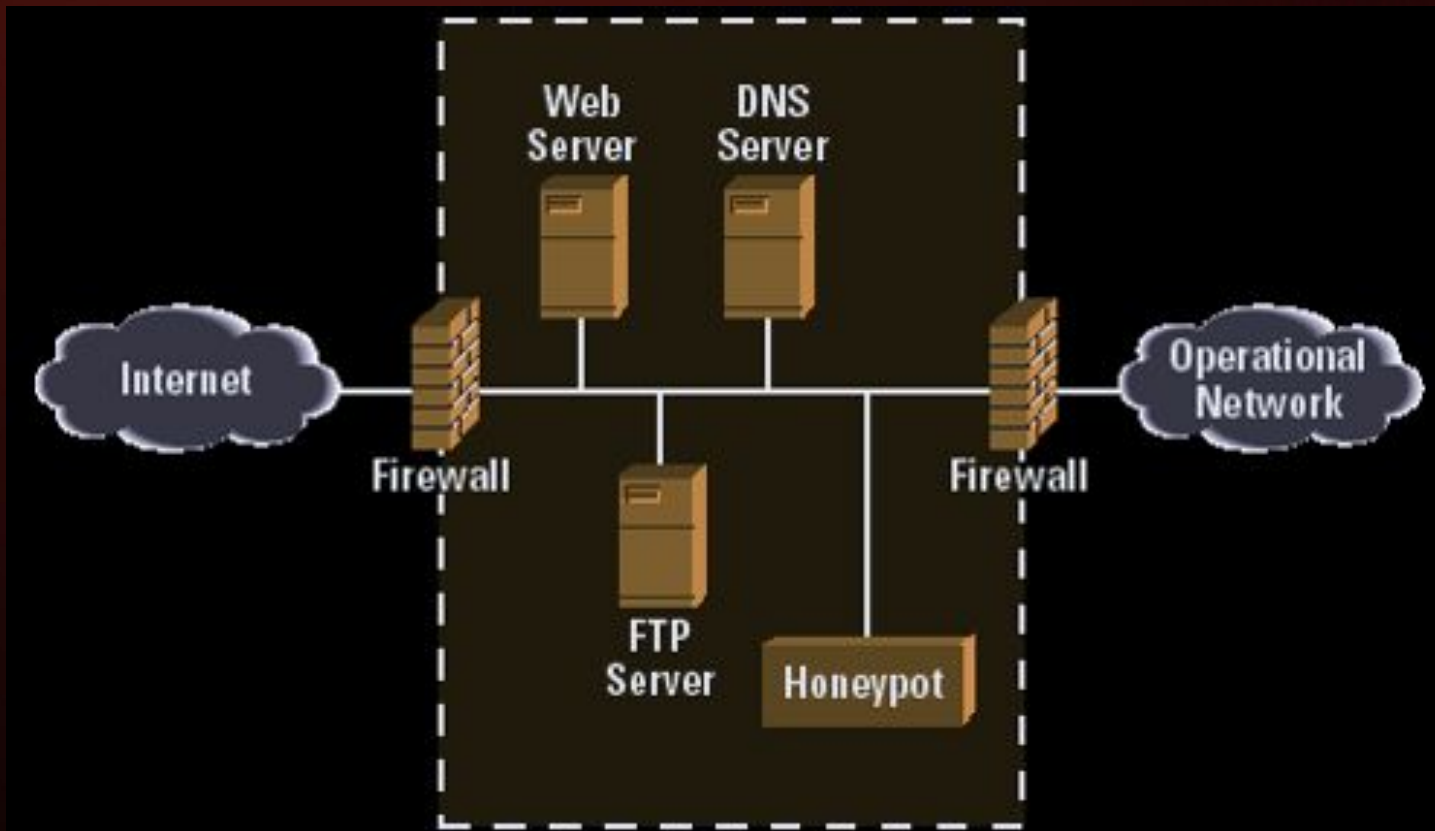 Web
Server
DNS
Server
Internet
Firewall
Operational
Network
Firewall
FTP
Server
Honeypot